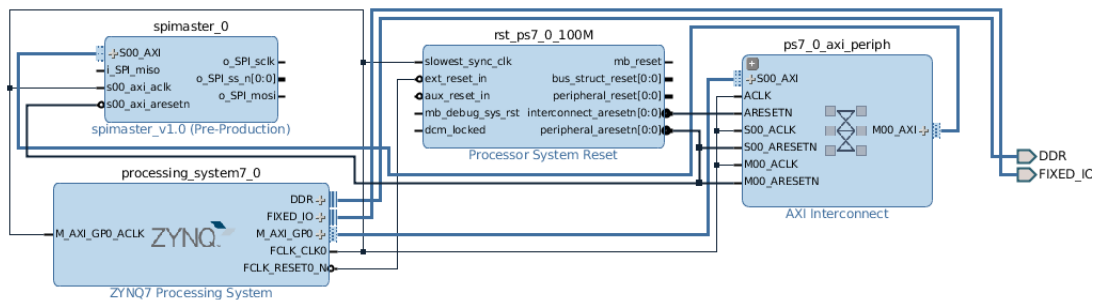 spimaster_0
S00_AXI
i_SPI_miso
s00_axi_aclk
s00_axi_aresetn
o_SPI_sclk
o_SPI_ss_n[0:0]
o_SPI_mosi
spimaster_v1.0 (Pre-Production)
rst_ps7_0_100M
slowest_sync_clk
ext_reset_in
aux_reset_in
mb_debug_sys_rst
dcm_locked
mb_reset
bus_struct_reset[0:0]
peripheral_reset[0:0]
interconnect_aresetn[0:0]
peripheral_aresetn[0:0]
Processor System Reset
ps7_0_axi_periph
S00_AXI
ACLK
ARESETN
S00_ACLK
S00_ARESETN
M00_ACLK
M00_ARESETN
M00_AXI
AXI Interconnect
DDR
FIXED_IO
processing_system7_0
M_AXI_GP0_ACLK
ZYNQ
DDR
FIXED_IO
M_AXI_GP0
FCLK_CLK0
FCLK_RESET0_N
ZYNQ7 Processing System